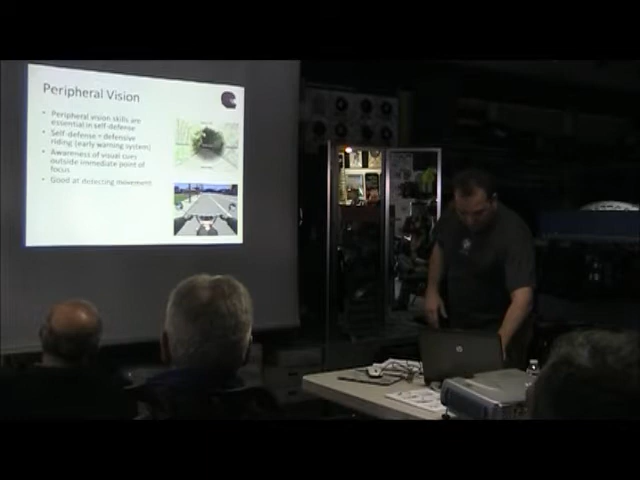 Peripheral Vision
• Peripheral vision skills are
essential in self-defense
• Self-defense = defensive
riding (early warning system)
• Awareness of visual cues
outside immediate point of
focus
• Good at detecting movement